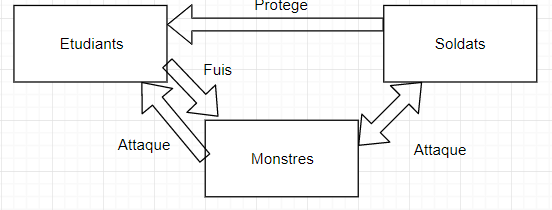 Protege
Etudiants
Soldats
Fuis
Attaque
Monstres
Attaque